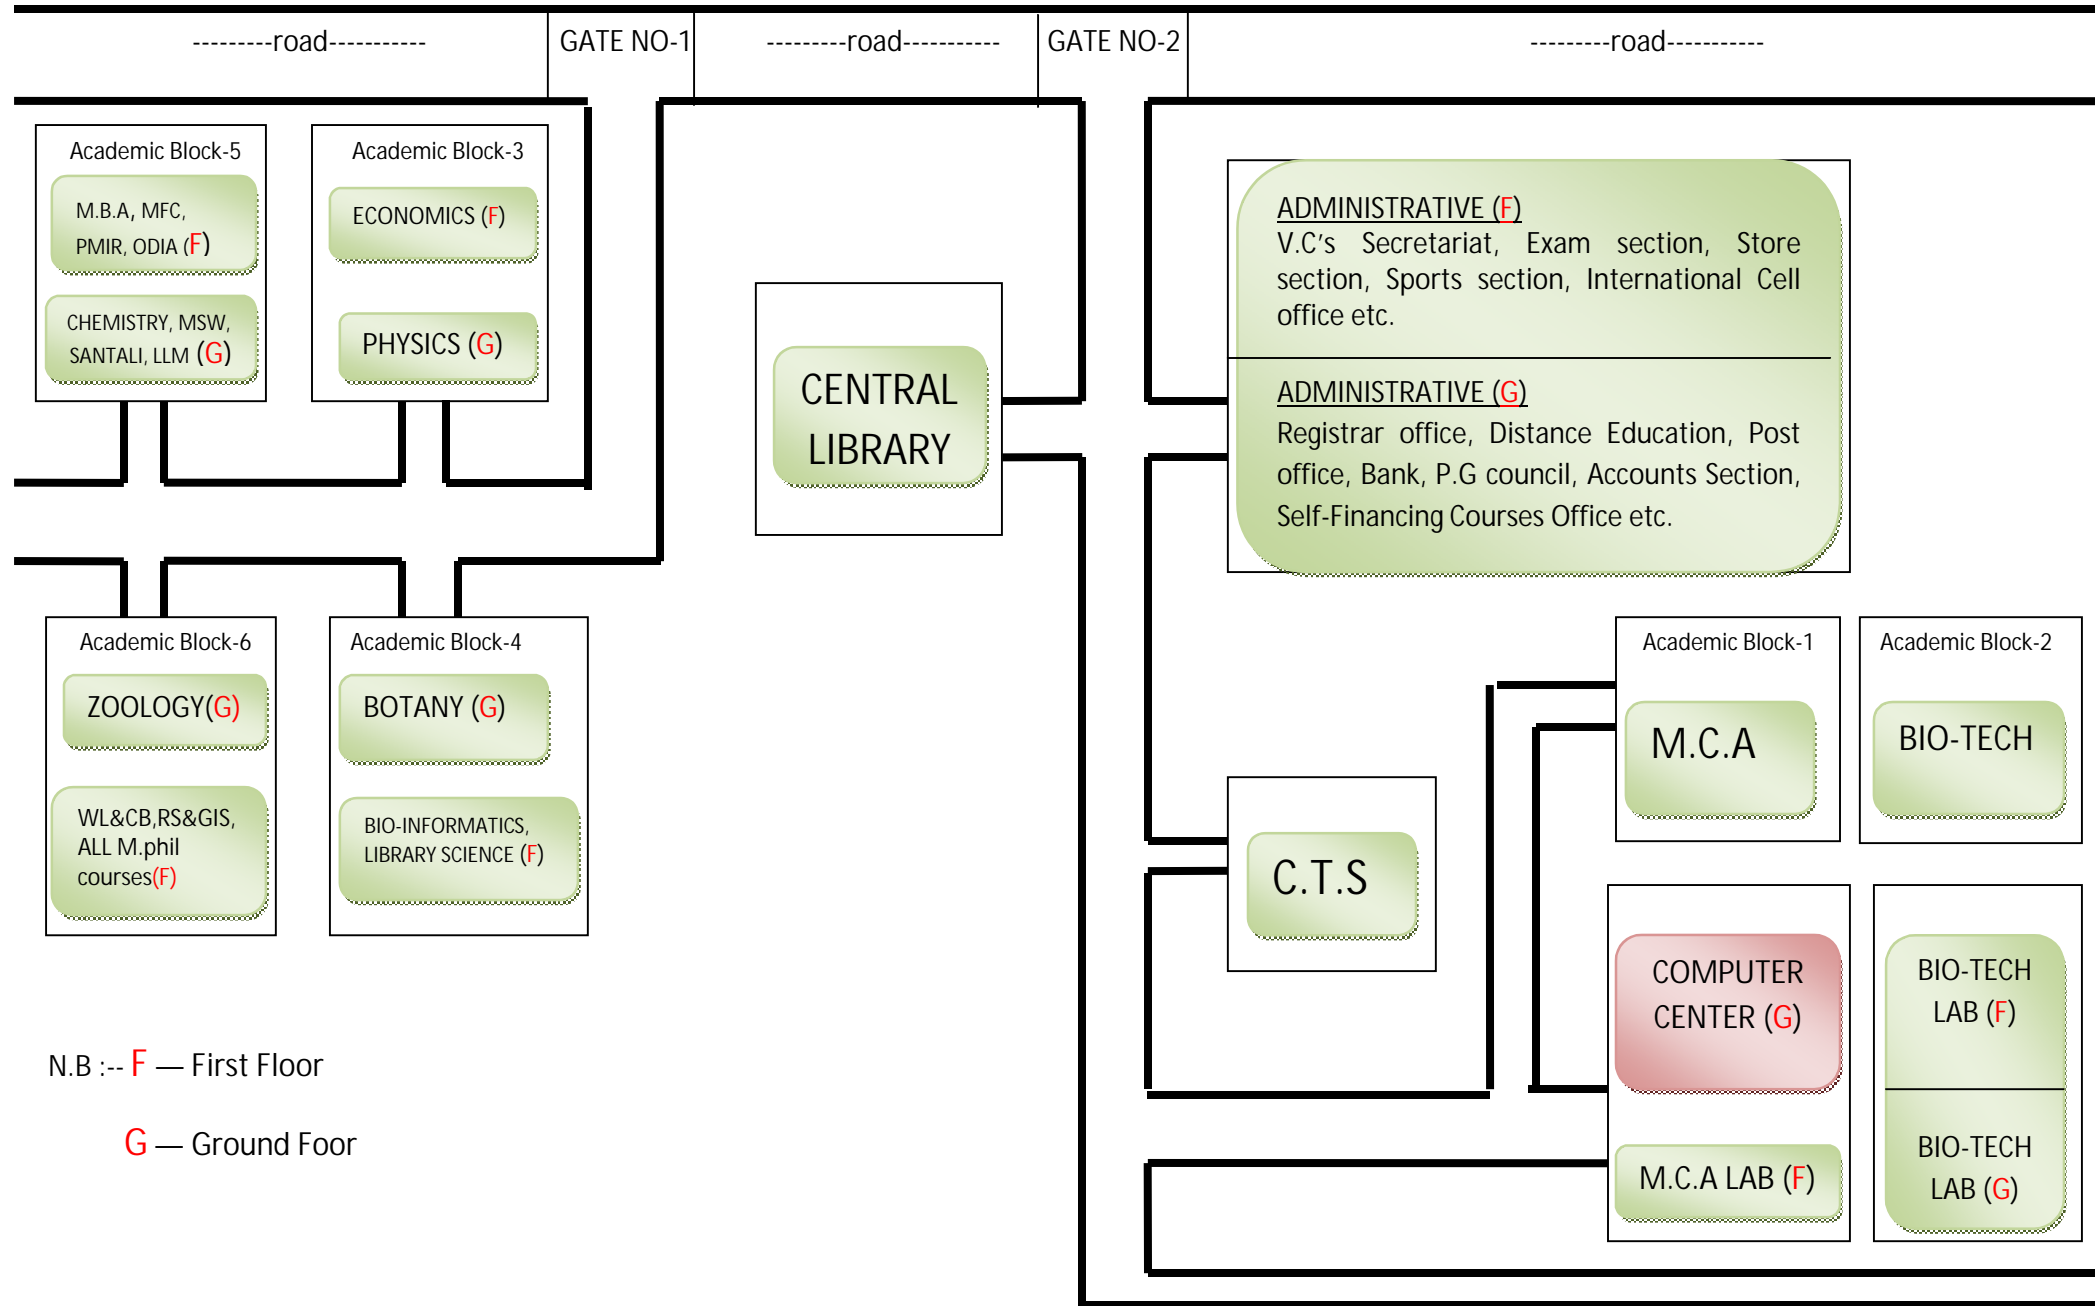 ---------road-----------
GATE NO-1
---------road-----------
GATE NO-2
---------road-----------
Academic Block-5
M.B.A, MFC,
PMIR, ODIA (F)
CHEMISTRY, MSW,
SANTALI, LLM (G)
Academic Block-3
ECONOMICS (F)
PHYSICS (G)
CENTRAL
LIBRARY
ADMINISTRATIVE (F)
V.C's Secretariat, Exam section, Store
section, Sports section, International Cell
office etc.
ADMINISTRATIVE (G)
Registrar office, Distance Education, Post
office, Bank, P.G council, Accounts Section,
Self-Financing Courses Office etc.
Academic Block-6
ZOOLOGY(G)
WL&CB,RS&GIS,
ALL M.phil
courses(F)
Academic Block-4
BOTANY (G)
BIO-INFORMATICS,
LIBRARY SCIENCE (F)
C.T.S
Academic Block-1
M.C.A
Academic Block-2
BIO-TECH
COMPUTER
CENTER (G)
M.C.A LAB (F)
BIO-TECH
LAB (F)
BIO-TECH
LAB (G)
N.B :-- F — First Floor
G — Ground Foor